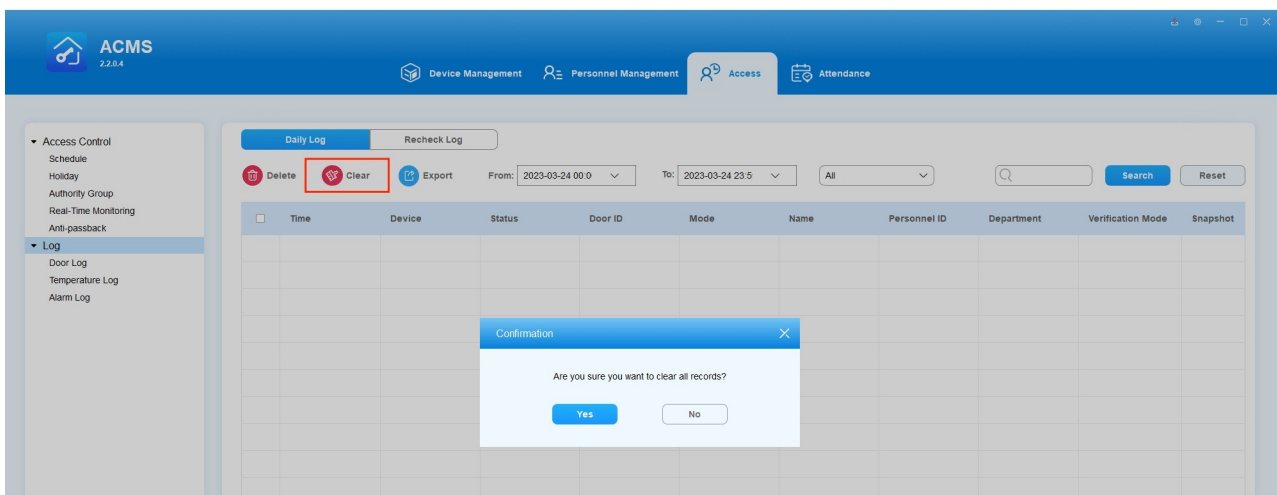 ACMS
2.2.0.4
Device Management
Personnel Management
Access
Attendance
Access Control
Schedule
Holiday
Authority Group
Real-Time Monitoring
Anti-passback
Log
Door Log
Temperature Log
Alarm Log
Daily Log
Recheck Log
Delete
Clear
Export
From: 2023-03-24 00:0
To: 2023-03-24 23:5
All
Search
Reset
Time
Device
Status
Door ID
Mode
Name
Personnel ID
Department
Verification Mode
Snapshot
Confirmation
Are you sure you want to clear all records?
Yes
No